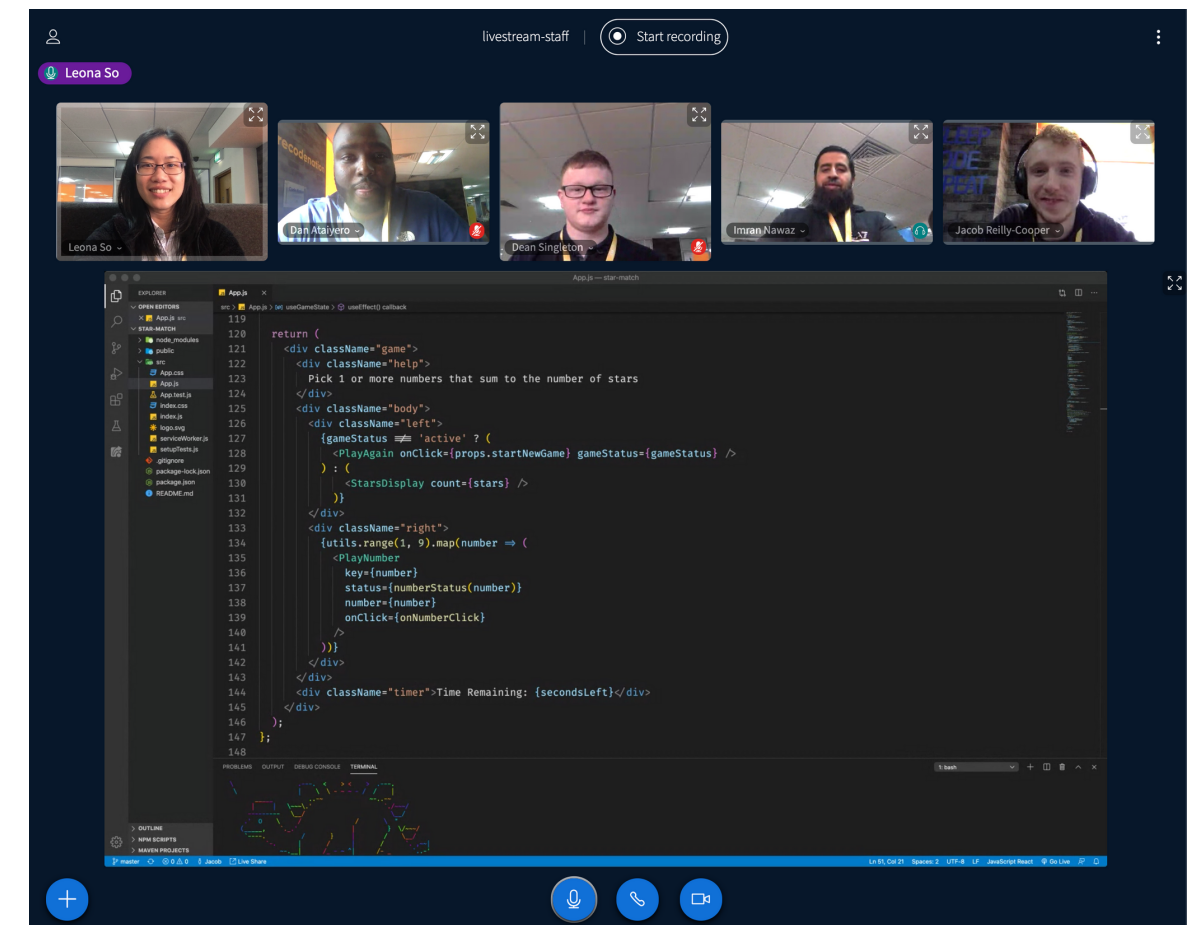 livestream-staff | Start recording
Leona So
recodenation
Leona So
Dan Ataiyero
Dean Singleton
Imran Nawaz
Jacob Reilly-Cooper
App.js — star-match
EXPLORER
OPEN EDITORS
App.js src
STAR-MATCH
node_modules
public
src
App.css
App.js
App.test.js
index.css
index.js
logo.svg
serviceWorker.js
setupTests.js
.gitignore
package-lock.json
package.json
README.md
OUTLINE
NPM SCRIPTS
MAVEN PROJECTS
App.js
src > App.js > useGameState > useEffect() callback
119
120 return (
121 <div className="game">
122 <div className="help">
123 Pick 1 or more numbers that sum to the number of stars
124 </div>
125 <div className="body">
126 <div className="left">
127 {gameStatus !== 'active' ? (
128 <PlayAgain onClick={props.startNewGame} gameStatus={gameStatus} />
129 ) : (
130 <StarsDisplay count={stars} />
131 )}
132 </div>
133 <div className="right">
134 {utils.range(1, 9).map(number => (
135 <PlayNumber
136 key={number}
137 status={numberStatus(number)}
138 number={number}
139 onClick={onNumberClick}
140 />
141 ))}
142 </div>
143 </div>
144 <div className="timer">Time Remaining: {secondsLeft}</div>
145 </div>
146 );
147 };
148
PROBLEMS OUTPUT DEBUG CONSOLE TERMINAL
1: bash
master 0 0 Jacob Live Share
Ln 51, Col 21 Spaces: 2 UTF-8 LF JavaScript React Go Live